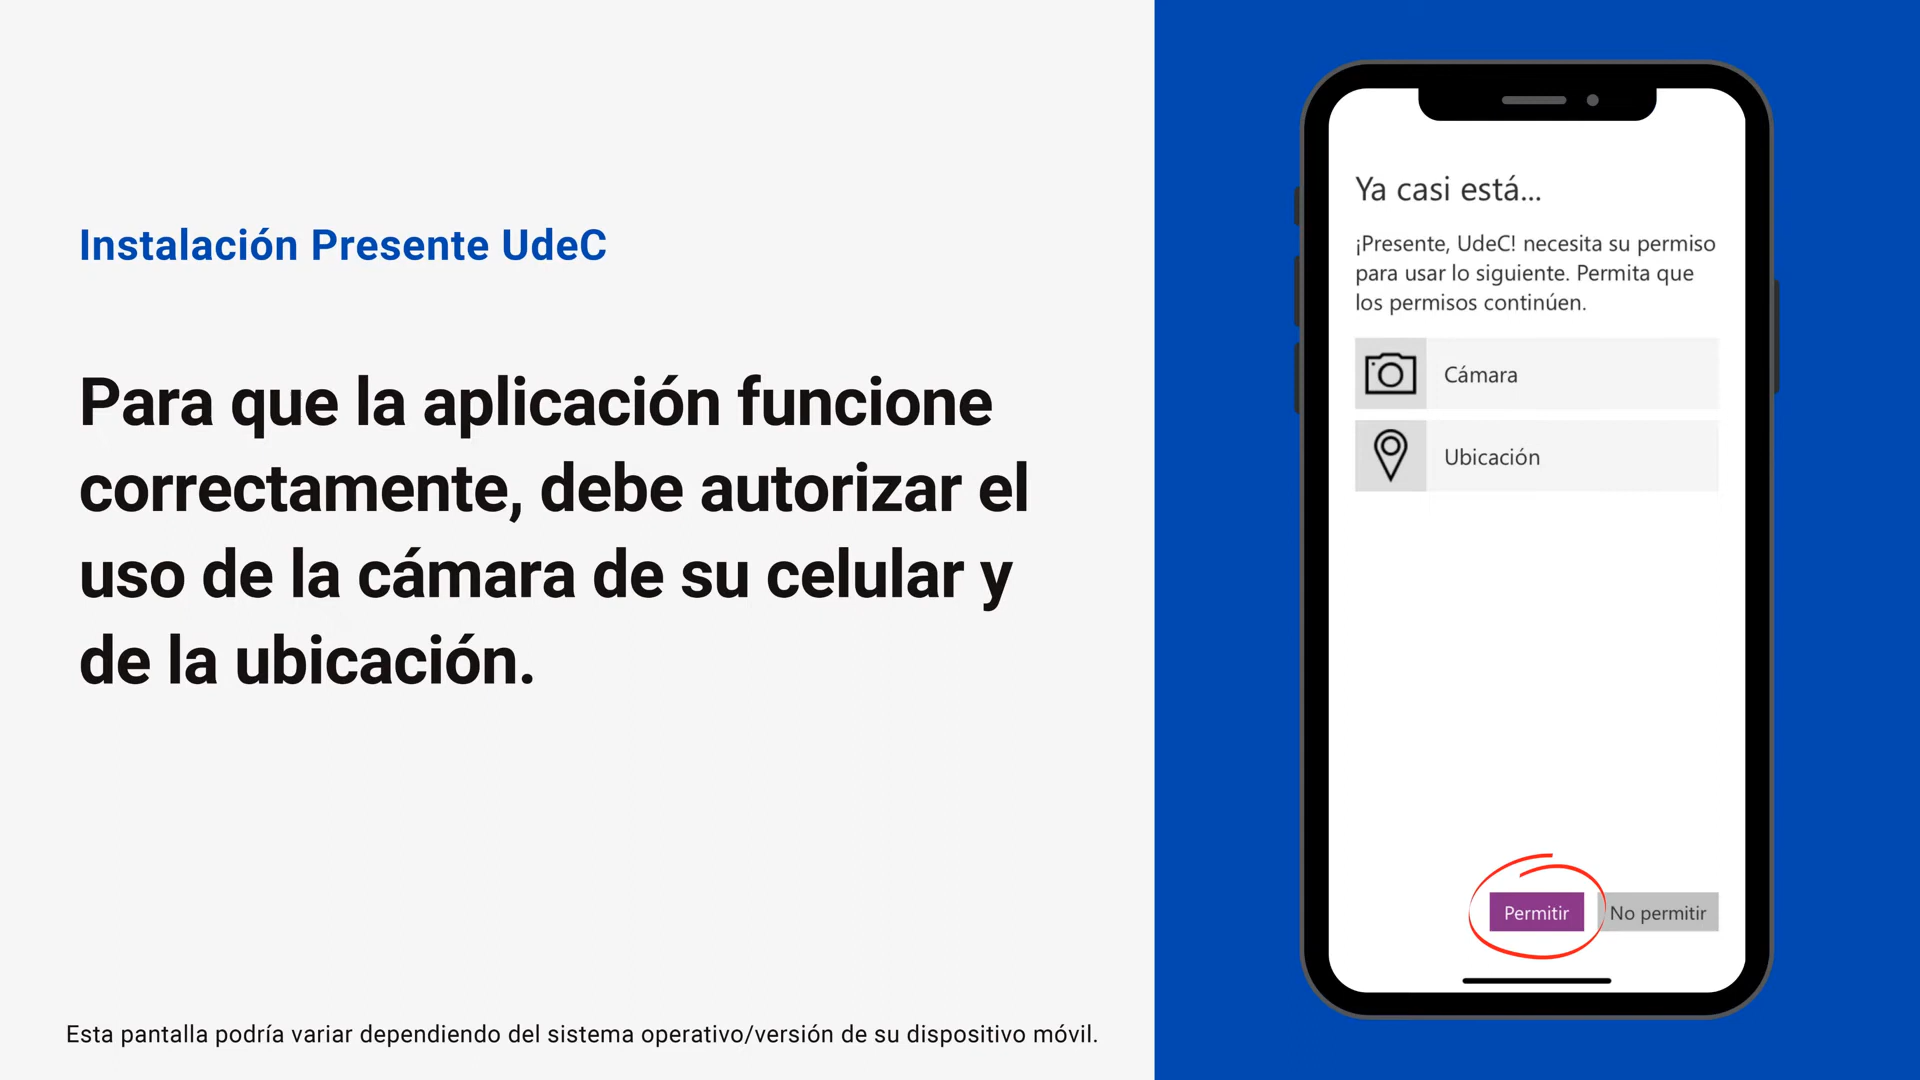 Instalación Presente UdeC
Para que la aplicación funcione
correctamente, debe autorizar el
uso de la cámara de su celular y
de la ubicación.
Esta pantalla podría variar dependiendo del sistema operativo/versión de su dispositivo móvil.
Ya casi está...
¡Presente, UdeC! necesita su permiso
para usar lo siguiente. Permita que
los permisos continúen.
Cámara
Ubicación
Permitir
No permitir